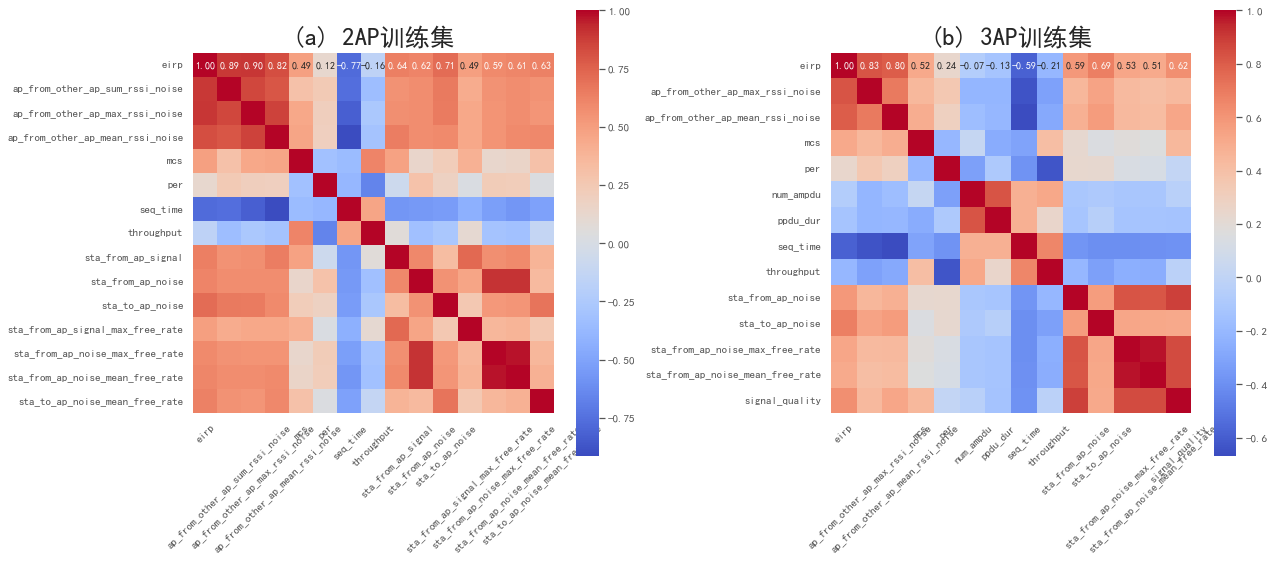 (a) 2AP训练集
eirp
ap_from_other_ap_sum_rssi_noise
ap_from_other_ap_max_rssi_noise
ap_from_other_ap_mean_rssi_noise
mcs
per
seq_time
throughput
sta_from_ap_signal
sta_from_ap_noise
sta_to_ap_noise
sta_from_ap_signal_max_free_rate
sta_from_ap_noise_max_free_rate
sta_from_ap_noise_mean_free_rate
sta_to_ap_noise_mean_free_rate
1.00 0.89 0.90 0.82 0.49 0.12 -0.77 -0.16 0.64 0.62 0.71 0.49 0.59 0.61 0.63
eirp
ap_from_other_ap_sum_rssi_noise
ap_from_other_ap_max_rssi_noise
ap_from_other_ap_mean_rssi_noise
mcs
per
seq_time
throughput
sta_from_ap_signal
sta_from_ap_noise
sta_to_ap_noise
sta_from_ap_signal_max_free_rate
sta_from_ap_noise_max_free_rate
sta_from_ap_noise_mean_free_rate
1.00
0.75
0.50
0.25
0.00
-0.25
-0.50
-0.75
(b) 3AP训练集
eirp
ap_from_other_ap_max_rssi_noise
ap_from_other_ap_mean_rssi_noise
mcs
per
num_ampdu
ppdu_dur
seq_time
throughput
sta_from_ap_noise
sta_to_ap_noise
sta_from_ap_noise_max_free_rate
sta_from_ap_noise_mean_free_rate
signal_quality
1.00 0.83 0.80 0.52 0.24 -0.07 -0.13 -0.59 -0.21 0.59 0.69 0.53 0.51 0.62
eirp
ap_from_other_ap_max_rssi_noise
ap_from_other_ap_mean_rssi_noise
mcs
per
num_ampdu
ppdu_dur
seq_time
throughput
sta_from_ap_noise
sta_to_ap_noise
sta_from_ap_noise_max_free_rate
sta_from_ap_noise_mean_free_rate
signal_quality
1.0
0.8
0.6
0.4
0.2
0.0
-0.2
-0.4
-0.6